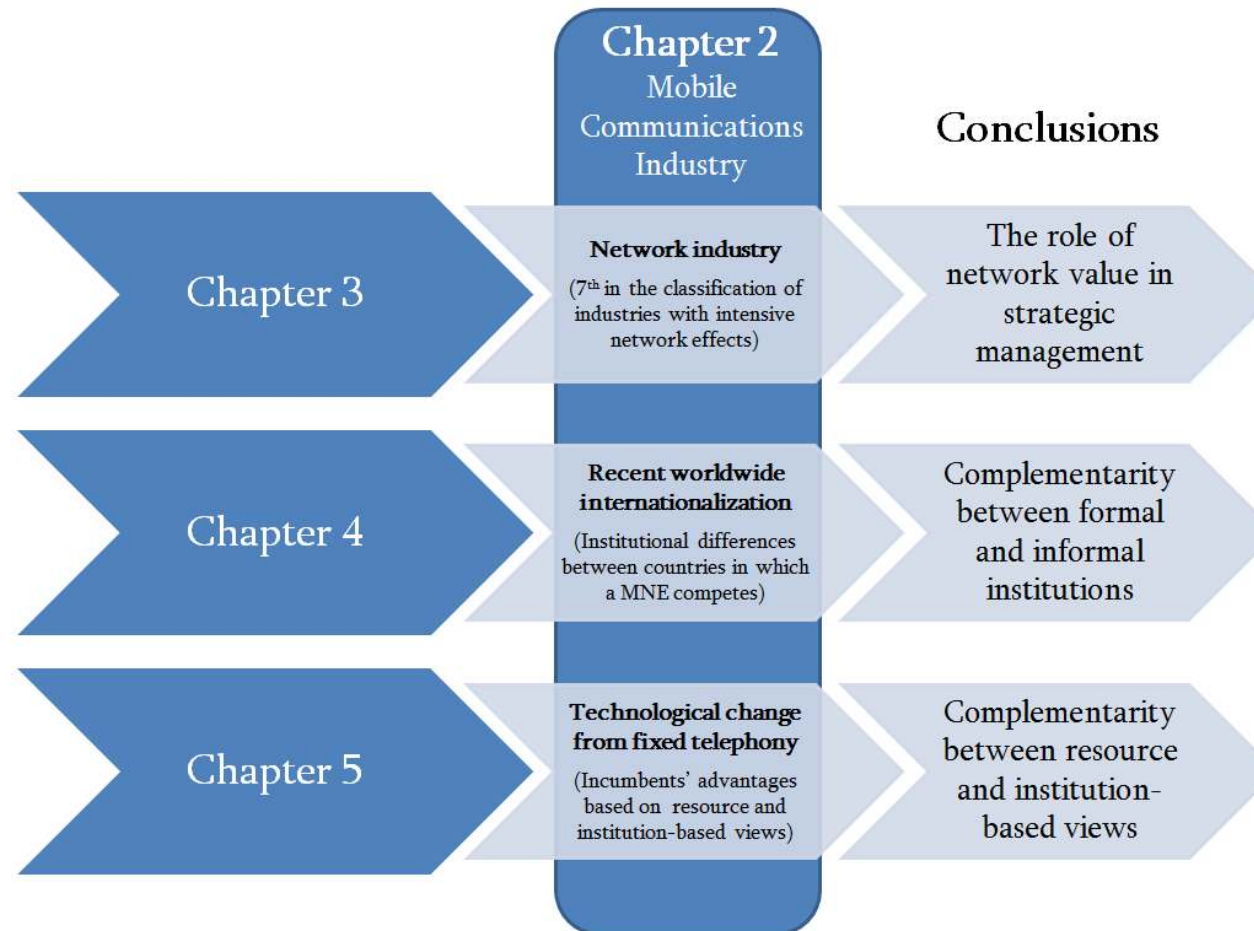 Chapter 2
Mobile
Communications
Industry
Conclusions
Chapter 3
Network industry
(7th in the classification of
industries with intensive
network effects)
The role of
network value in
strategic
management
Chapter 4
Recent worldwide
internationalization
(Institutional differences
between countries in which
a MNE competes)
Complementarity
between formal
and informal
institutions
Chapter 5
Technological change
from fixed telephony
(Incumbents' advantages
based on resource and
institution-based views)
Complementarity
between resource
and institution-
based views